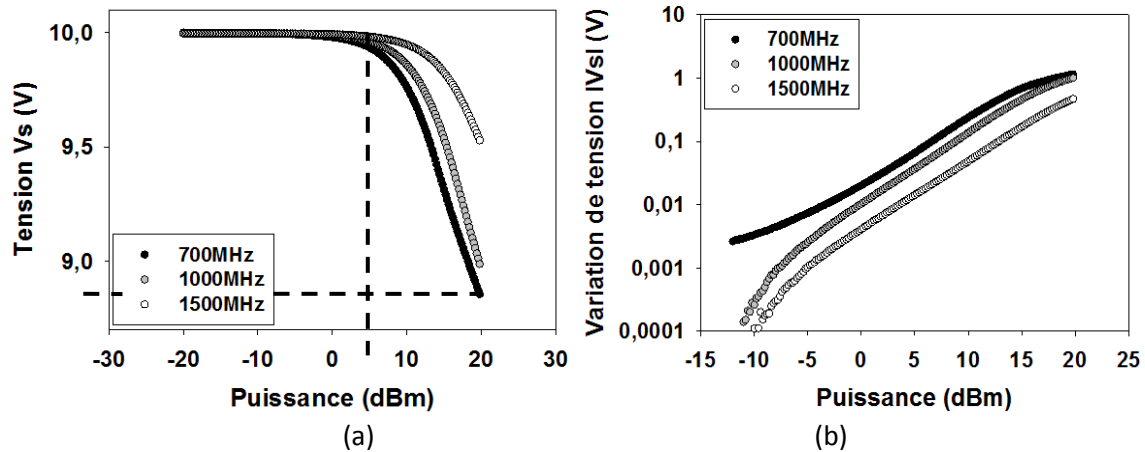 Tension Vs (V)
10,0
9,5
9,0
700MHz
1000MHz
1500MHz
-30 -20 -10 0 10 20 30
Puissance (dBm)
(a)
Variation de tension IVsI (V)
10
1
0,1
0,01
0,001
0,0001
700MHz
1000MHz
1500MHz
-15 -10 -5 0 5 10 15 20 25
Puissance (dBm)
(b)